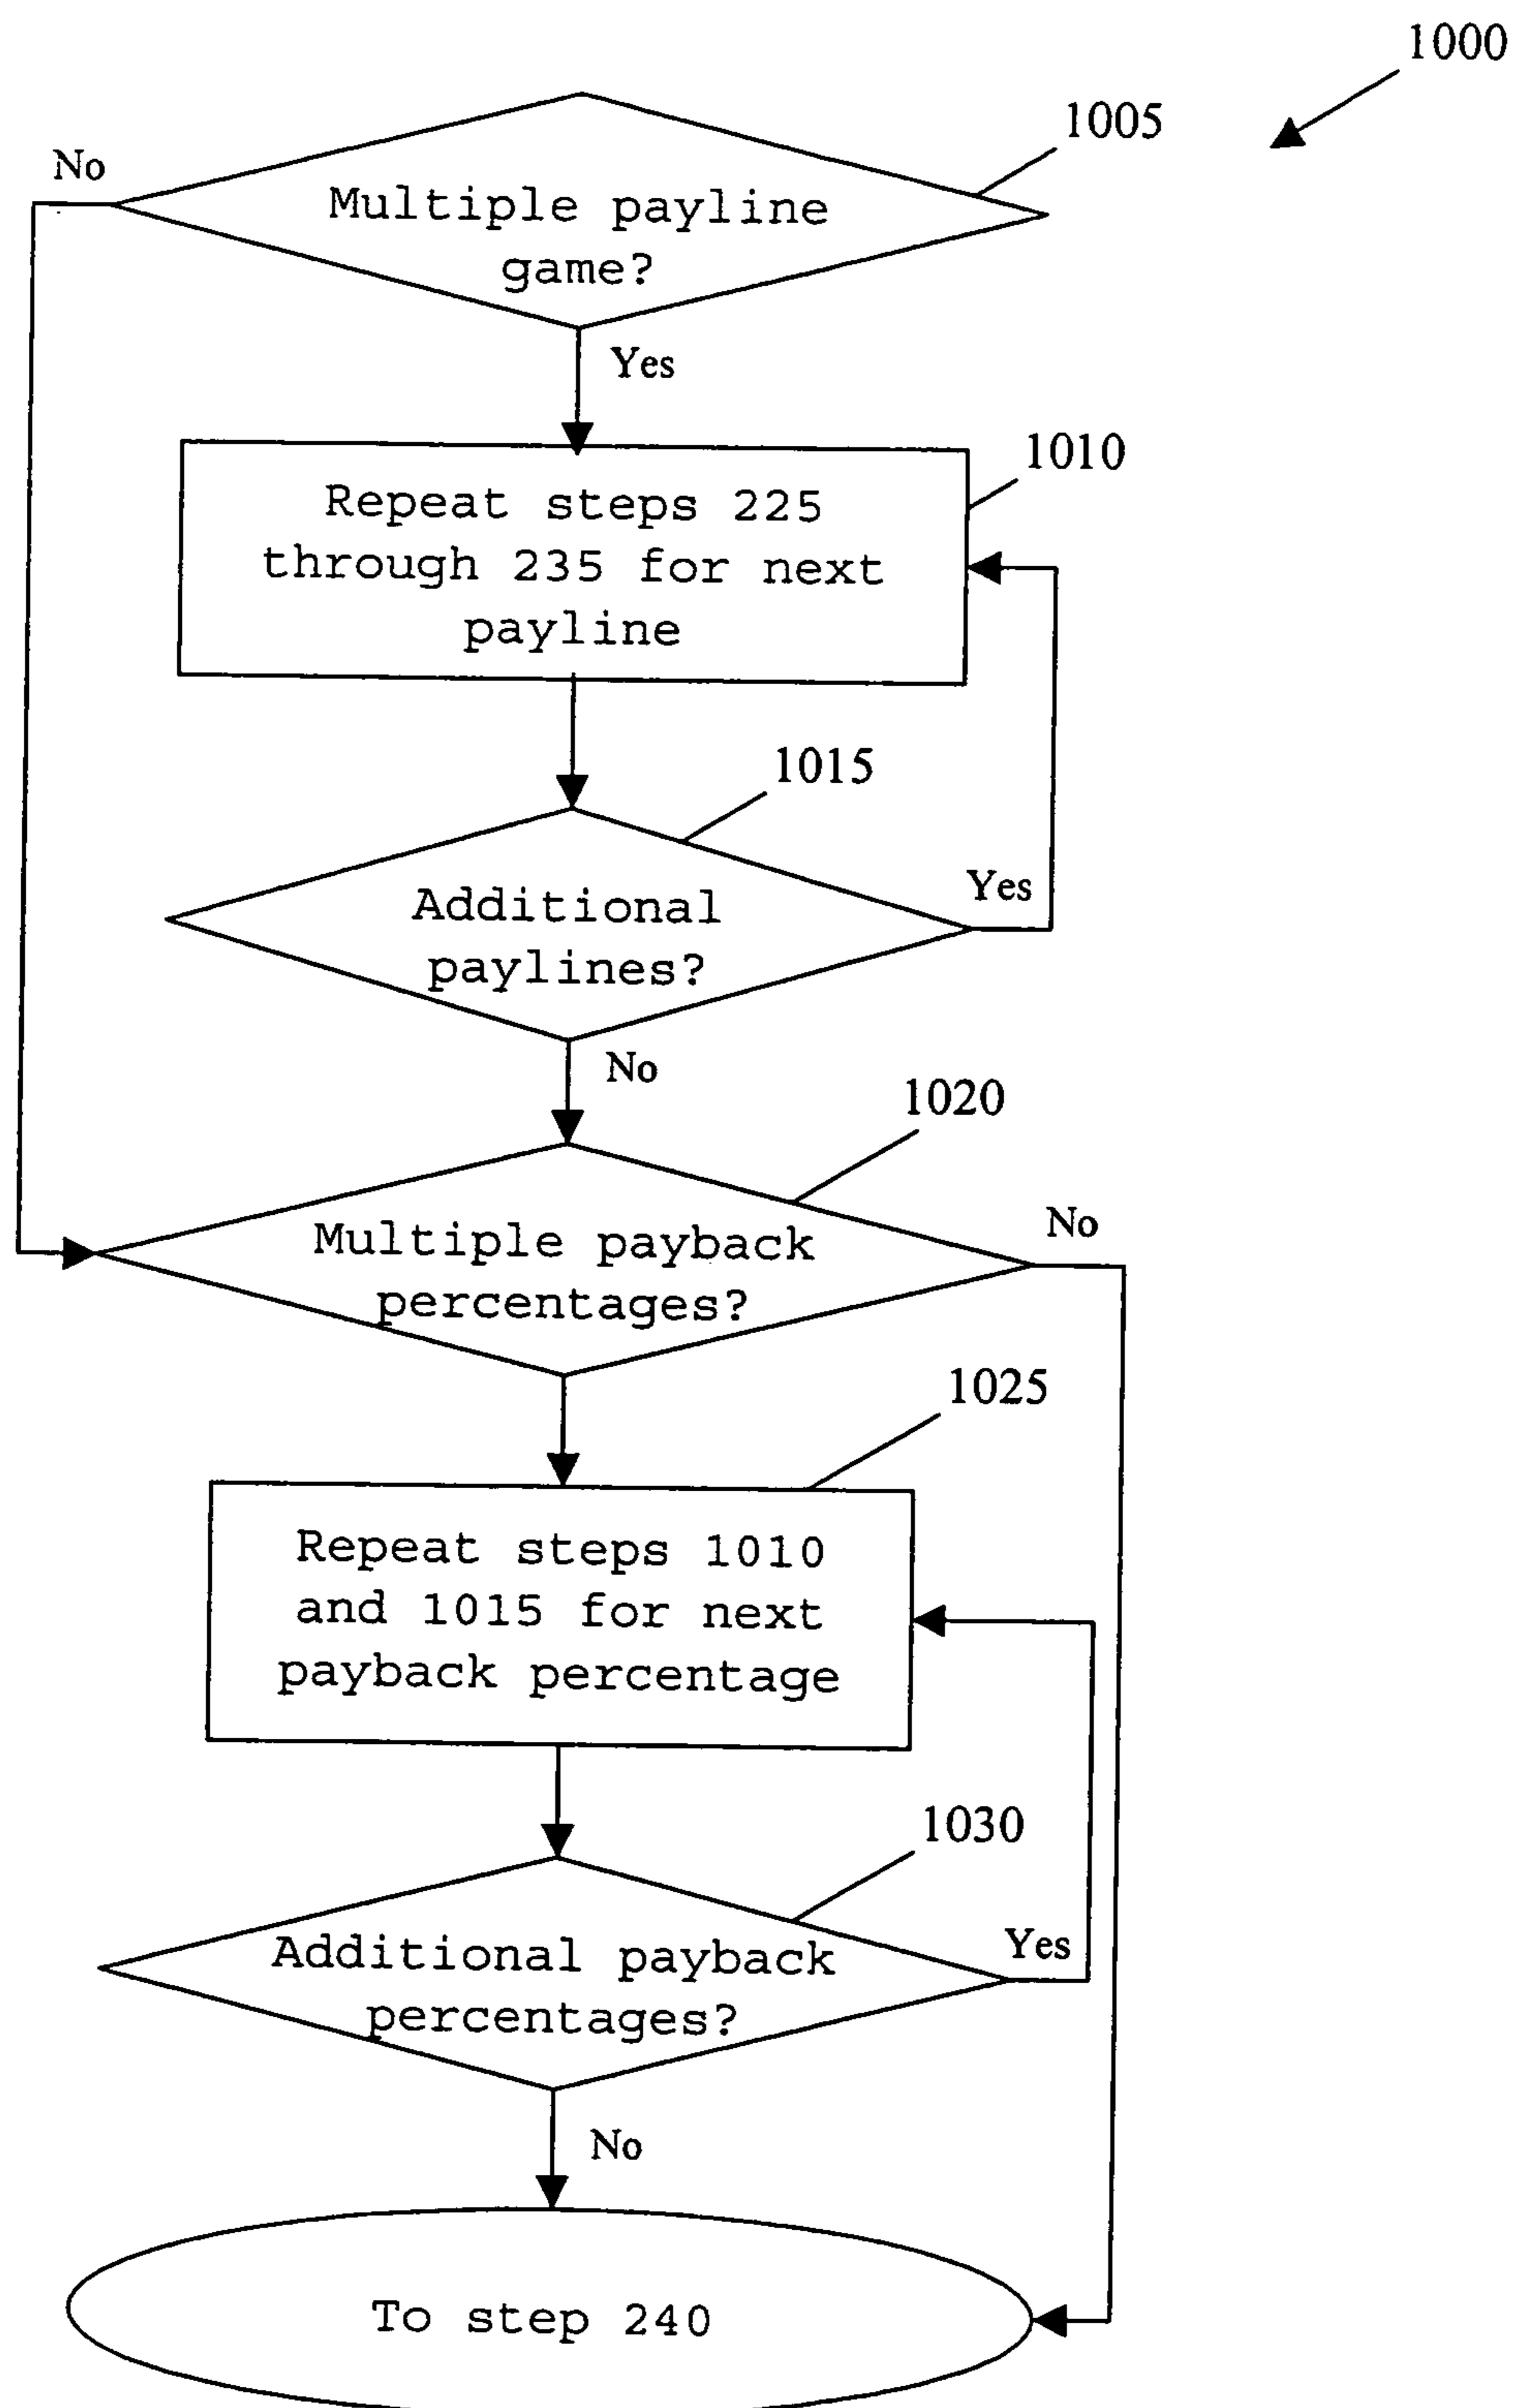 1000
1005
No
Multiple payline
game?
Yes
1010
Repeat steps 225
through 235 for next
payline
1015
Additional
paylines?
Yes
No
1020
Multiple payback
percentages?
No
1025
Repeat steps 1010
and 1015 for next
payback percentage
1030
Additional payback
percentages?
Yes
No
To step 240